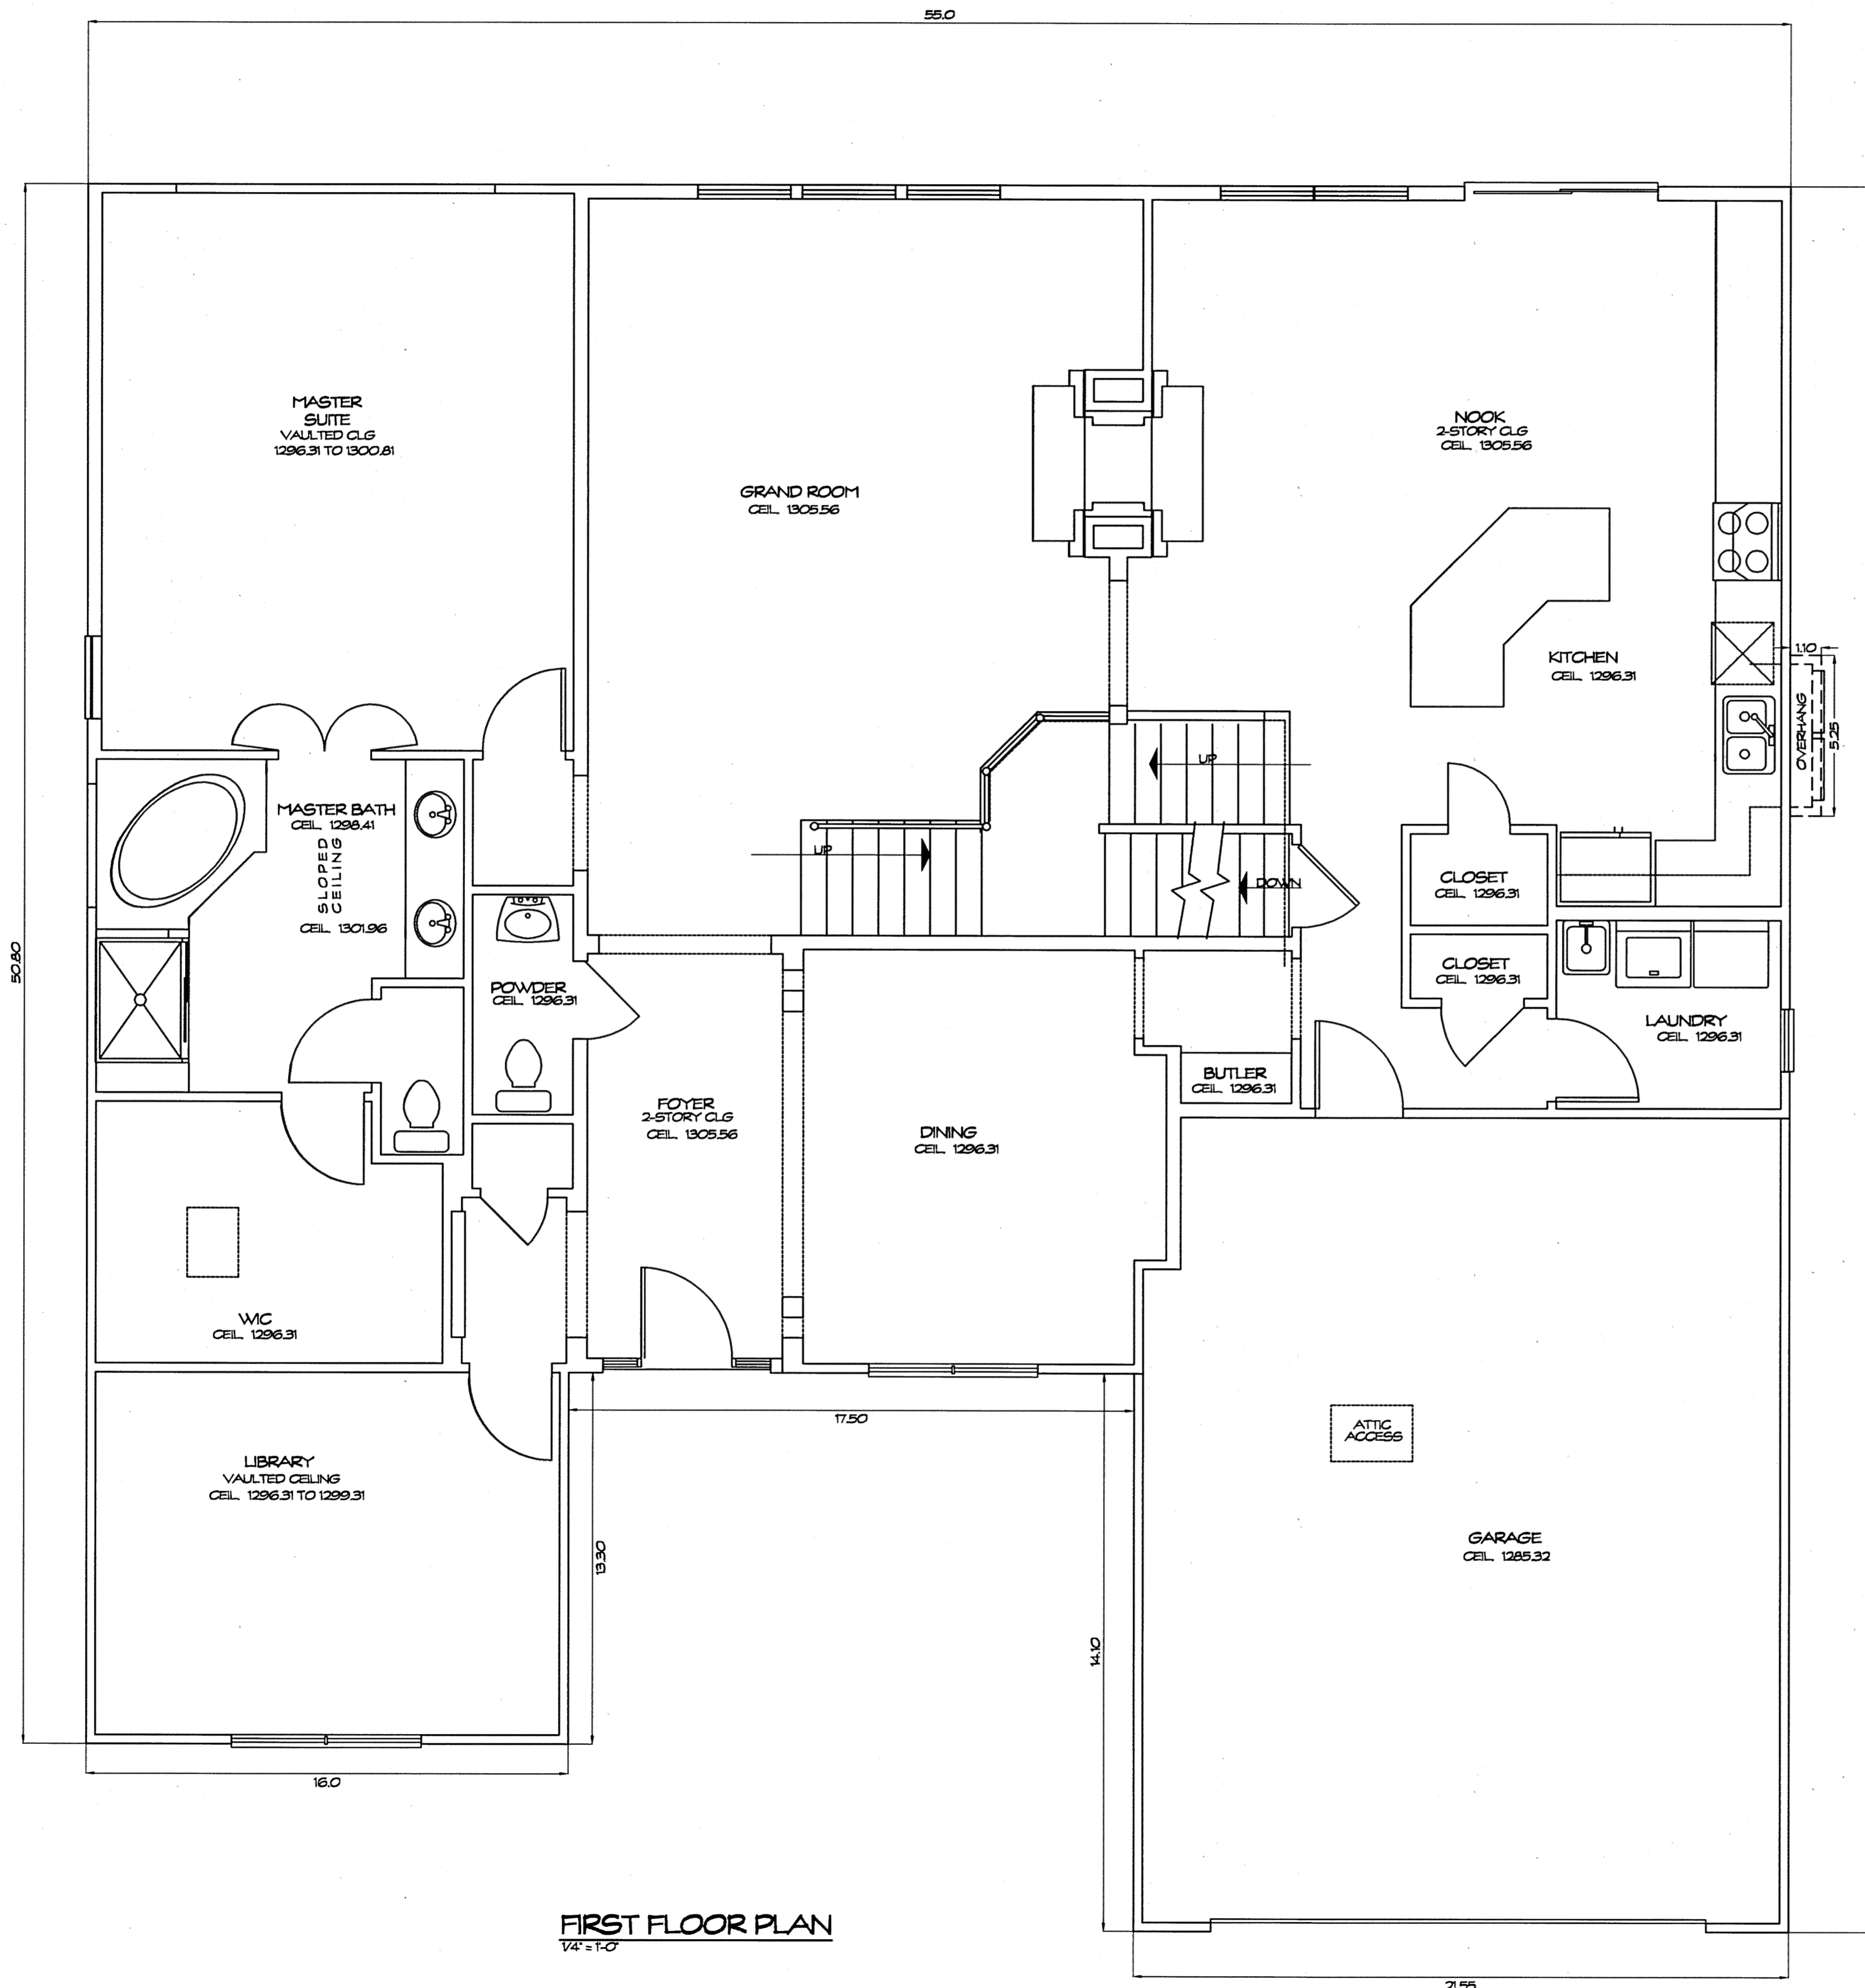 55.0
MASTER
SUITE
VAULTED CLG
1296.31 TO 1300.81
GRAND ROOM
CEIL. 1305.56
NOOK
2-STORY CLG
CEIL. 1305.56
KITCHEN
CEIL. 1296.31
1.10
OVERHANG
5.25
UP
UP
DOWN
MASTER BATH
CEIL. 1298.41
SLOPED
CEILING
CEIL. 1301.96
CLOSET
CEIL. 1296.31
CLOSET
CEIL. 1296.31
50.80
POWDER
CEIL. 1296.31
LAUNDRY
CEIL. 1296.31
BUTLER
CEIL. 1296.31
FOYER
2-STORY CLG
CEIL. 1305.56
DINING
CEIL. 1296.31
WIC
CEIL. 1296.31
17.50
ATTIC
ACCESS
LIBRARY
VAULTED CEILING
CEIL. 1296.31 TO 1299.31
13.30
GARAGE
CEIL. 1285.32
14.10
16.0
FIRST FLOOR PLAN
1/4" = 1'-0"
21.55